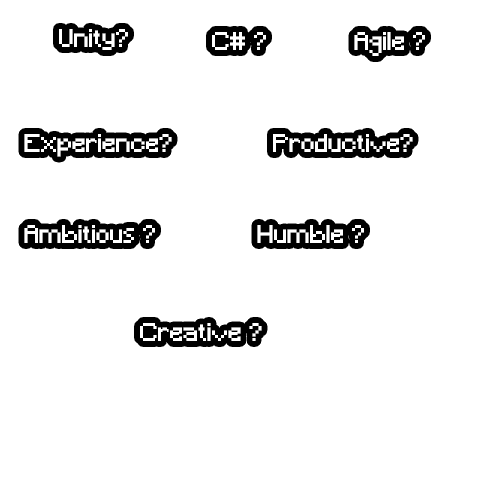 Unity? C# ? Agile ?
Experience? Productive?
Ambitious ? Humble ?
Creative ?